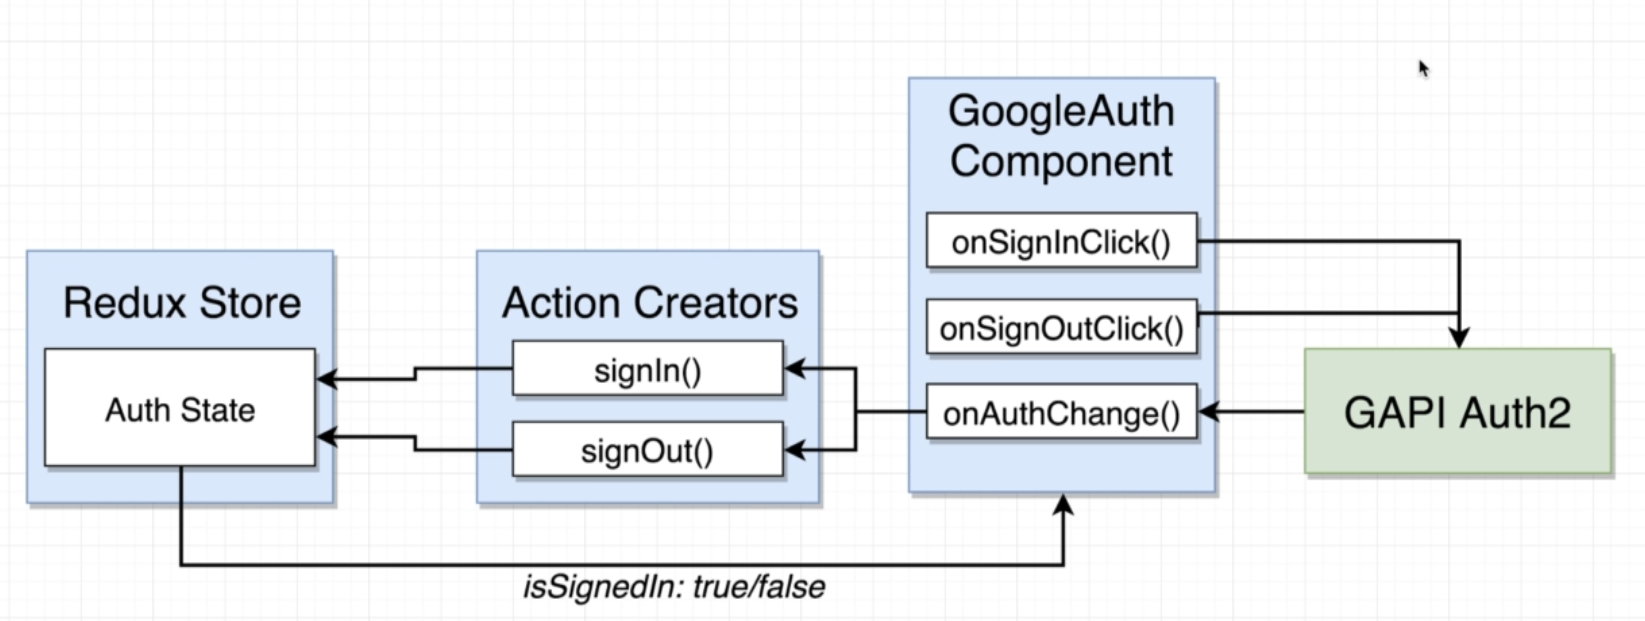 GoogleAuth
Component
onSignInClick()
onSignOutClick()
onAuthChange()
Redux Store
Auth State
Action Creators
signIn()
signOut()
GAPI Auth2
isSignedIn: true/false